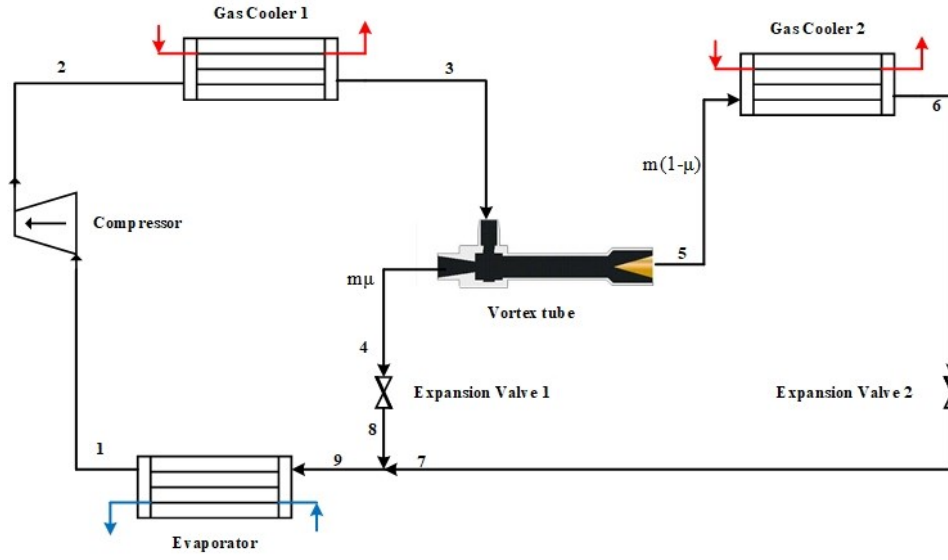 Gas Cooler 1
Gas Cooler 2
2
3
6
m(1-μ)
Compressor
5
mμ
Vortex tube
4
Expansion Valve 1
Expansion Valve 2
8
1
9
7
Evaporator